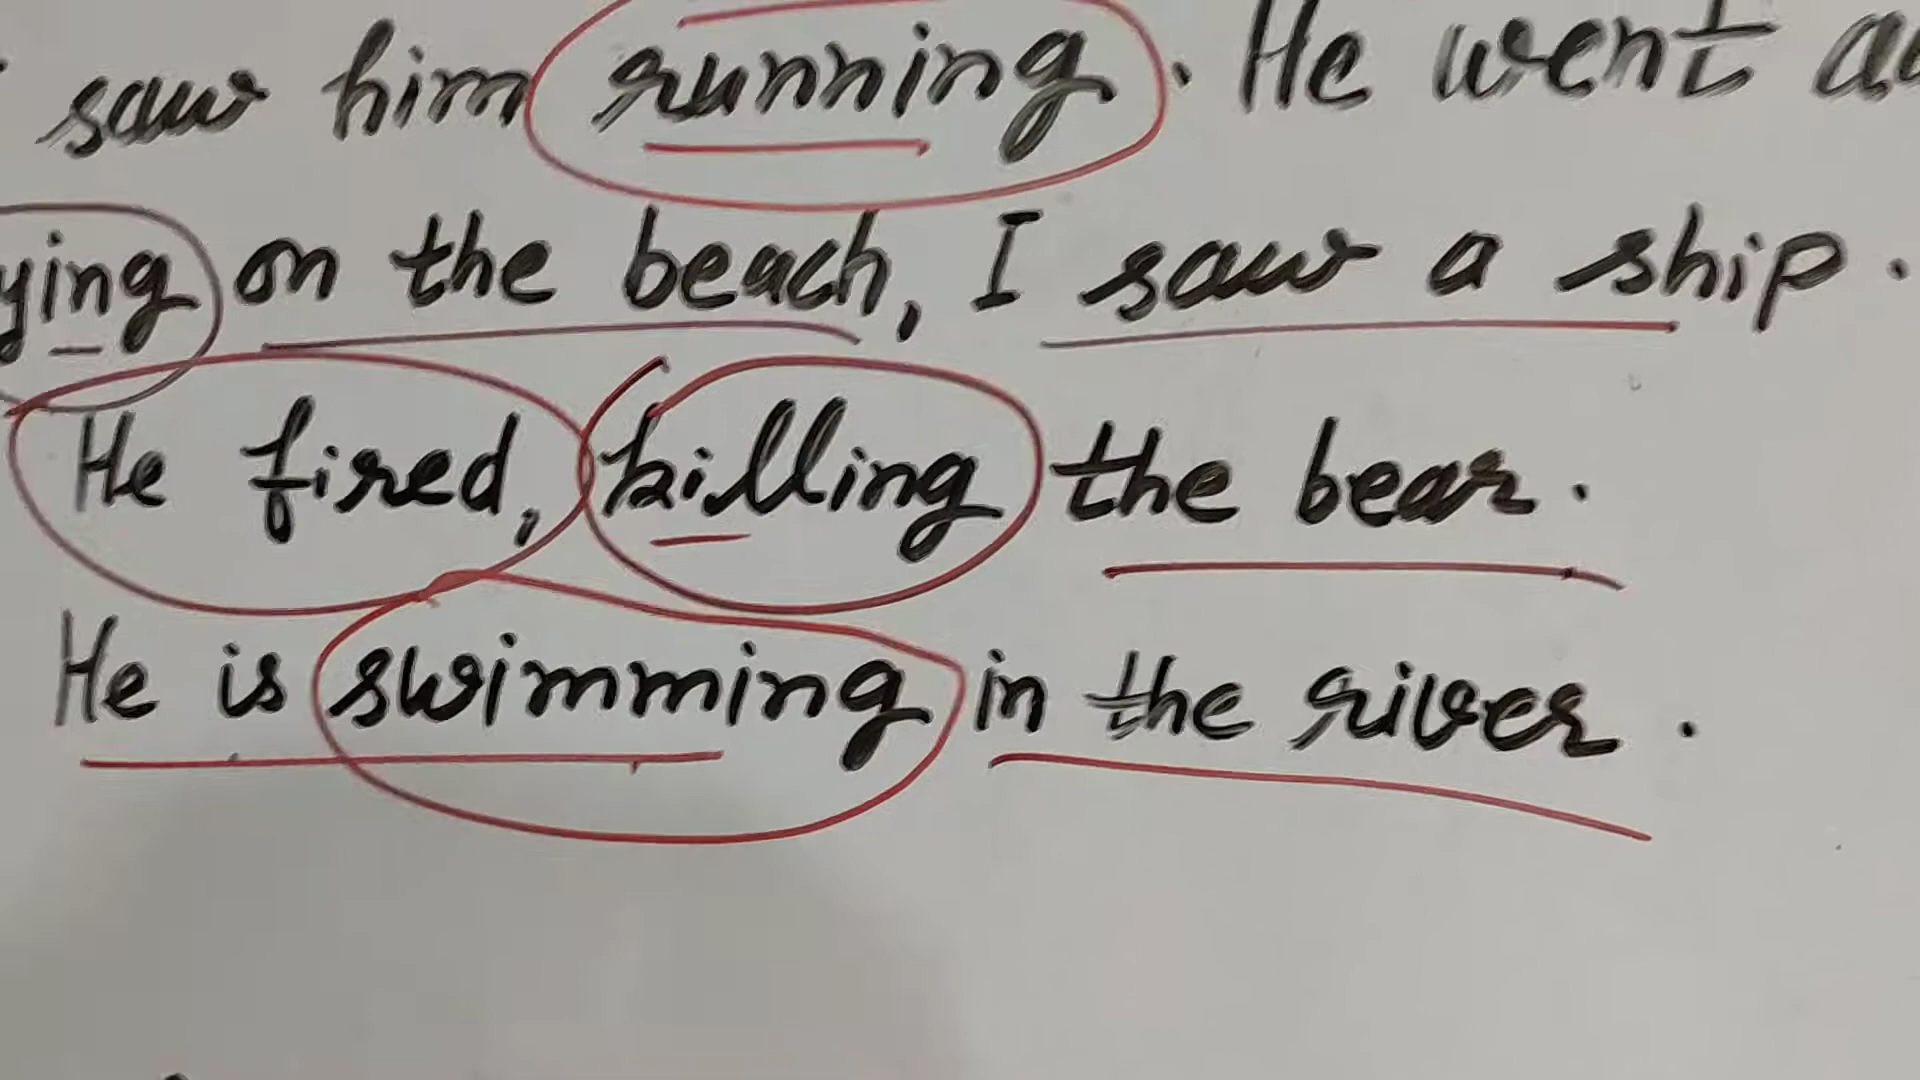 saw him running. He went
ying on the beach, I saw a ship.
He fired, killing the bear.
He is swimming in the river.